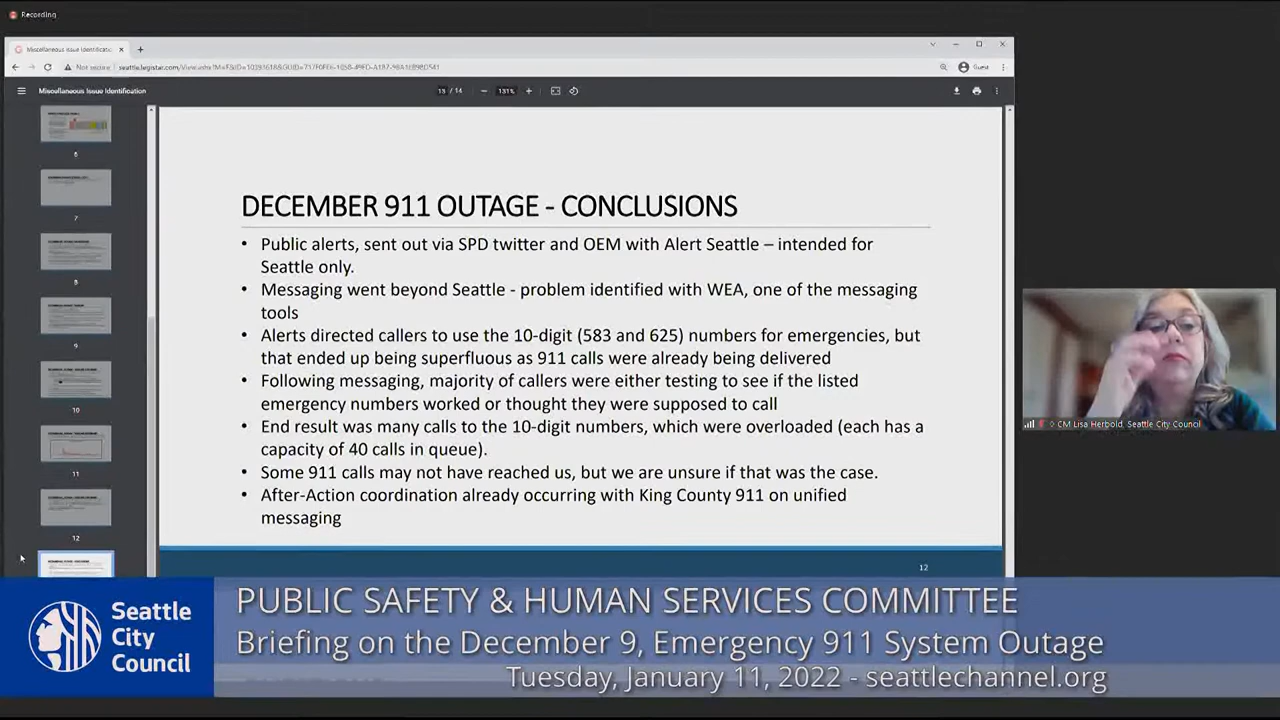 Recording
Miscellaneous Issue Identificatio
Guest
Miscellaneous Issue Identification
13 / 14
131%
6
7
8
9
10
11
12
DECEMBER 911 OUTAGE - CONCLUSIONS
• Public alerts, sent out via SPD twitter and OEM with Alert Seattle – intended for
Seattle only.
• Messaging went beyond Seattle - problem identified with WEA, one of the messaging
tools
• Alerts directed callers to use the 10-digit (583 and 625) numbers for emergencies, but
that ended up being superfluous as 911 calls were already being delivered
• Following messaging, majority of callers were either testing to see if the listed
emergency numbers worked or thought they were supposed to call
• End result was many calls to the 10-digit numbers, which were overloaded (each has a
capacity of 40 calls in queue).
• Some 911 calls may not have reached us, but we are unsure if that was the case.
• After-Action coordination already occurring with King County 911 on unified
messaging
12
CM Lisa Herbold, Seattle City Council
Seattle
City
Council
PUBLIC SAFETY & HUMAN SERVICES COMMITTEE
Briefing on the December 9, Emergency 911 System Outage
Tuesday, January 11, 2022 - seattlechannel.org